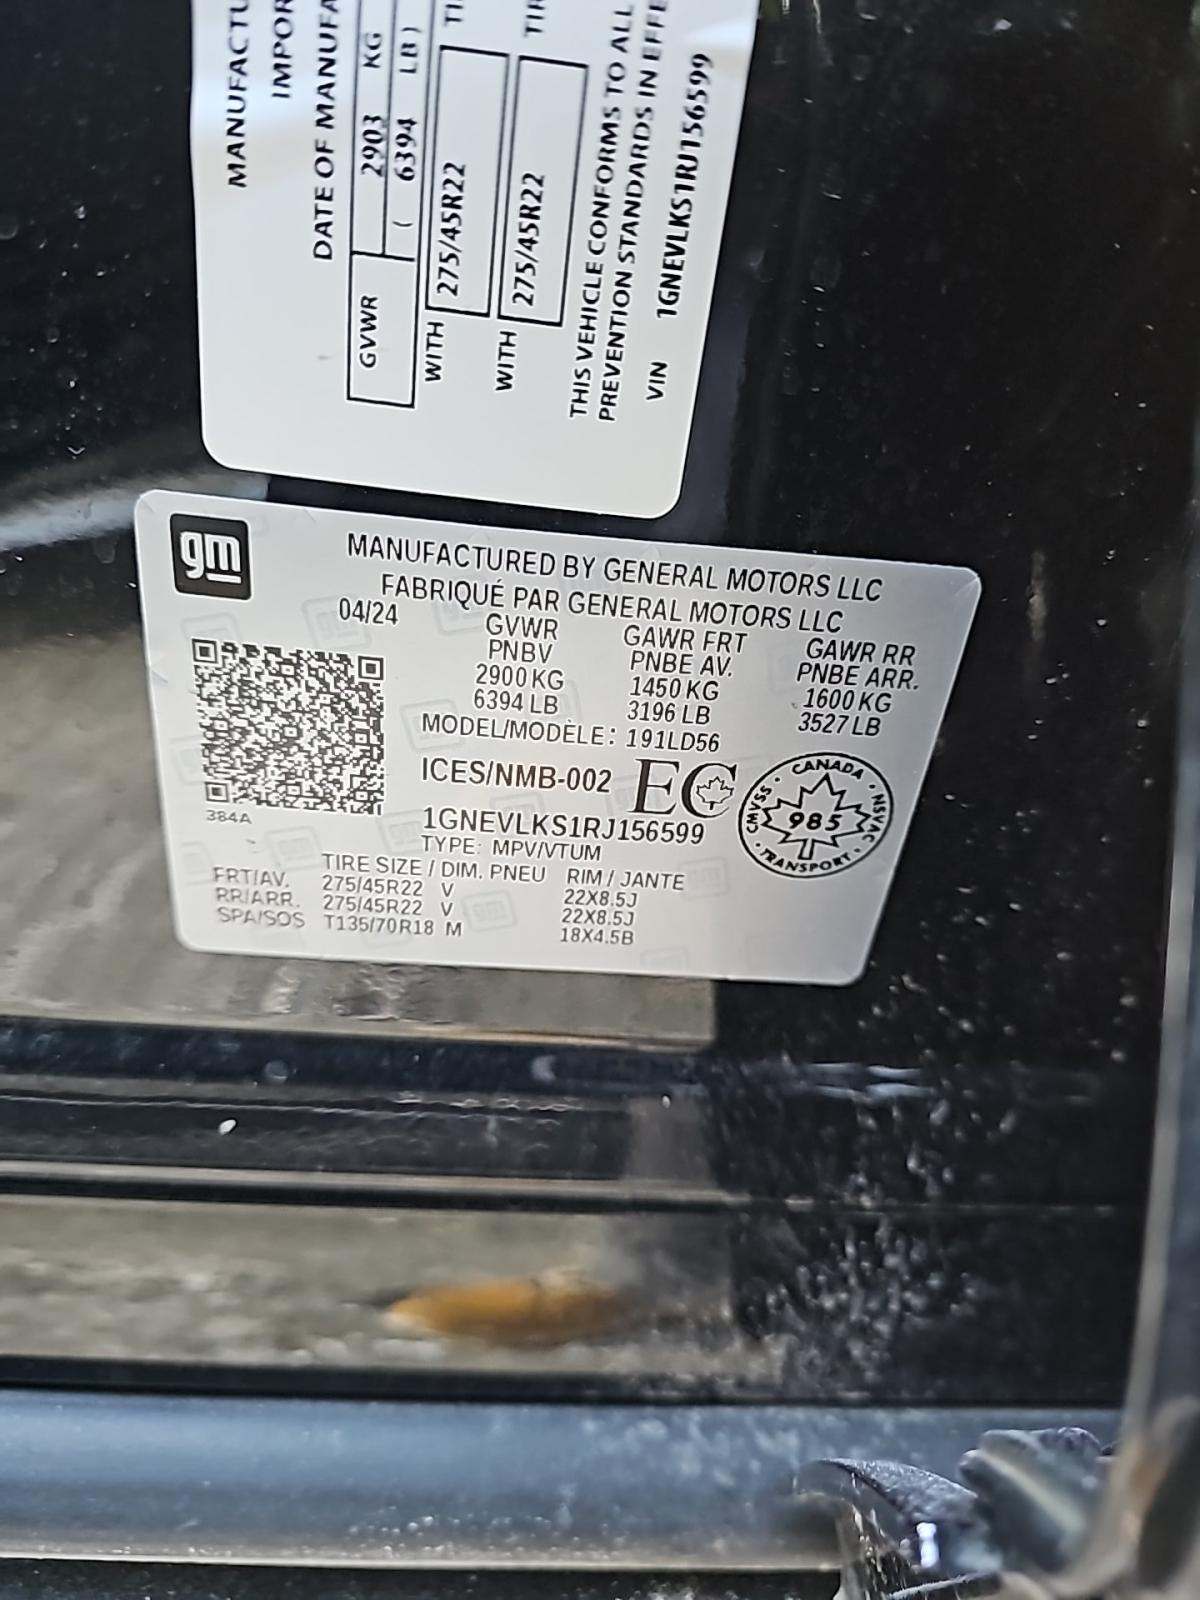 MANUFACTU
IMPOR
DATE OF MANUFA
GVWR 2903 KG
( 6394 LB )
WITH 275/45R22 TI
WITH 275/45R22 TIR
THIS VEHICLE CONFORMS TO ALL
PREVENTION STANDARDS IN EFFE
VIN 1GNEVLKS1RJ156599
gm
MANUFACTURED BY GENERAL MOTORS LLC
FABRIQUÉ PAR GENERAL MOTORS LLC
04/24
GVWR GAWR FRT GAWR RR
PNBV PNBE AV. PNBE ARR.
2900 KG 1450 KG 1600 KG
6394 LB 3196 LB 3527 LB
MODEL/MODÈLE: 191LD56
ICES/NMB-002 EC
CANADA
CMVSS · 985 · NSVAC
TRANSPORT
384A
1GNEVLKS1RJ156599
TYPE: MPV/VTUM
TIRE SIZE / DIM. PNEU RIM / JANTE
FRT/AV. 275/45R22 V 22X8.5J
RR/ARR. 275/45R22 V 22X8.5J
SPA/SOS T135/70R18 M 18X4.5B